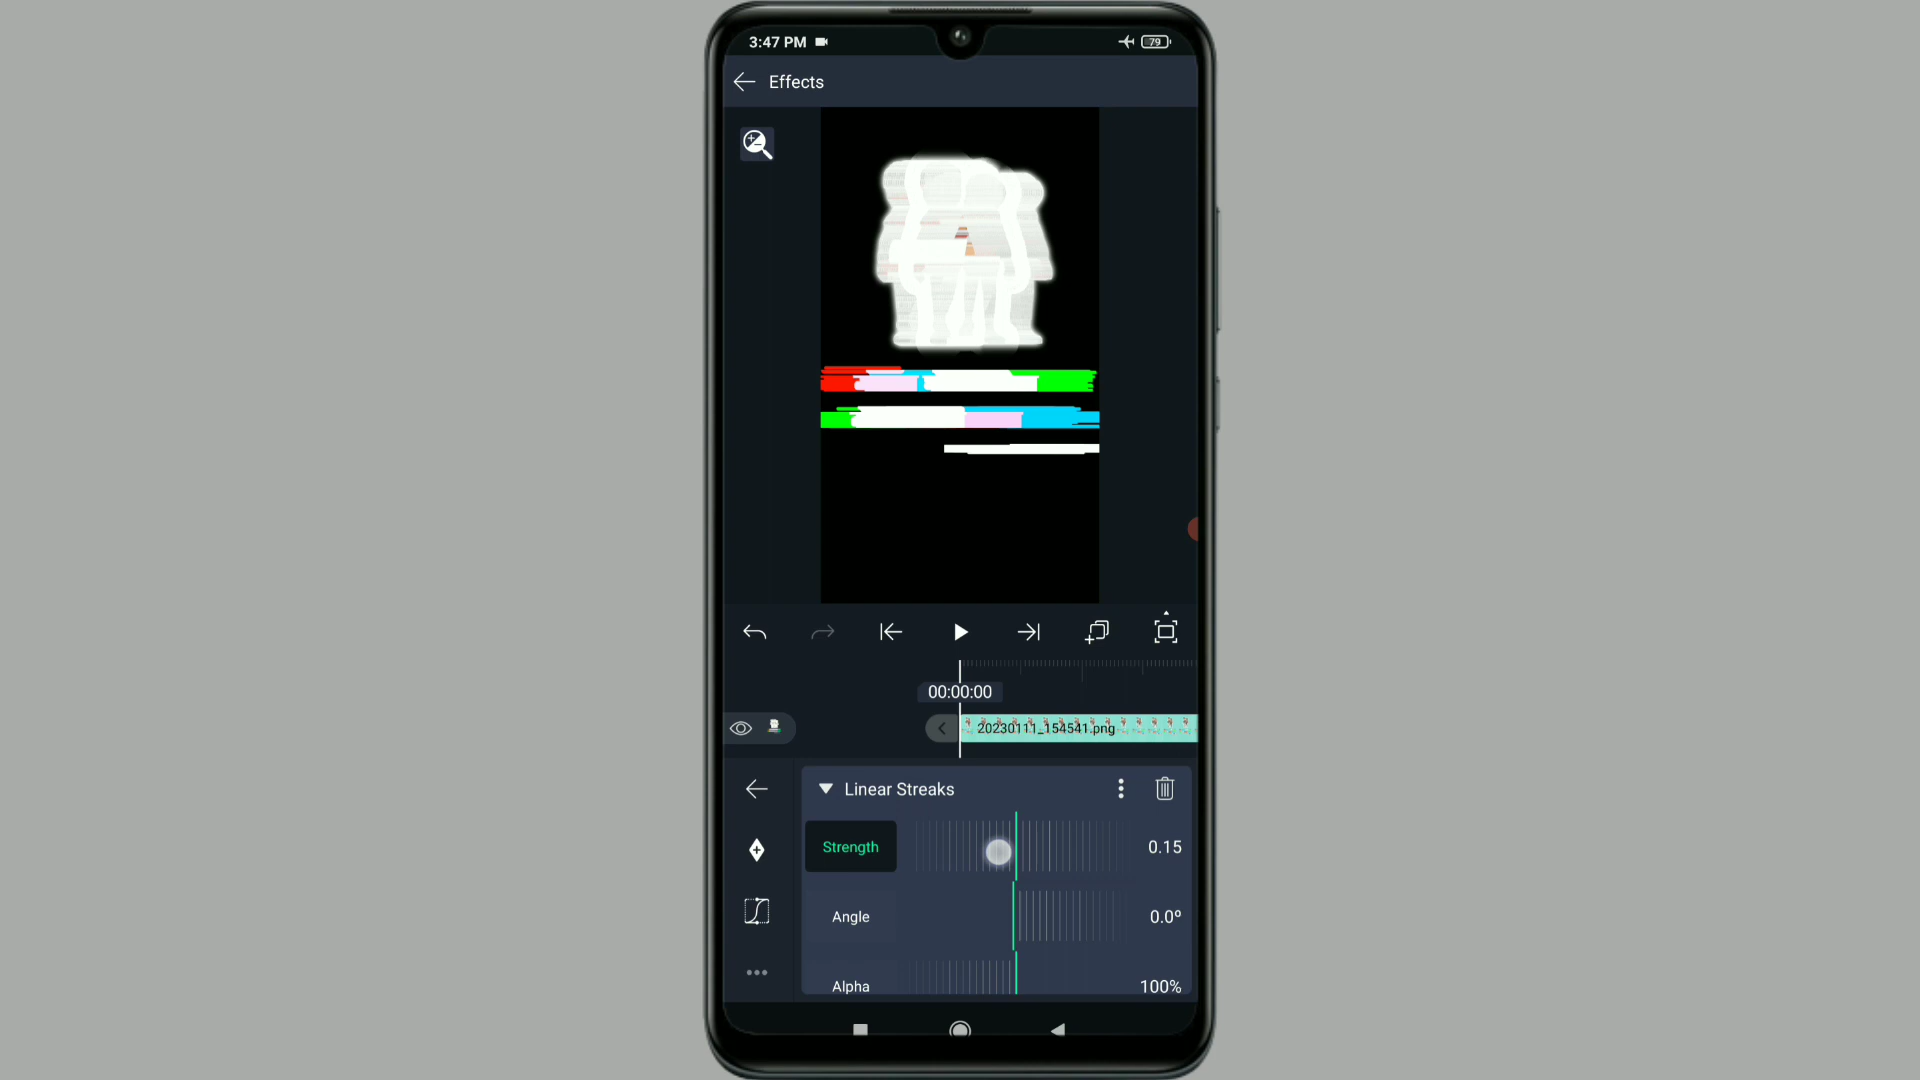 3:47 PM
79
Effects
00:00:00
20230111_154541.png
Linear Streaks
Strength
0.15
Angle
0.0º
Alpha
100%